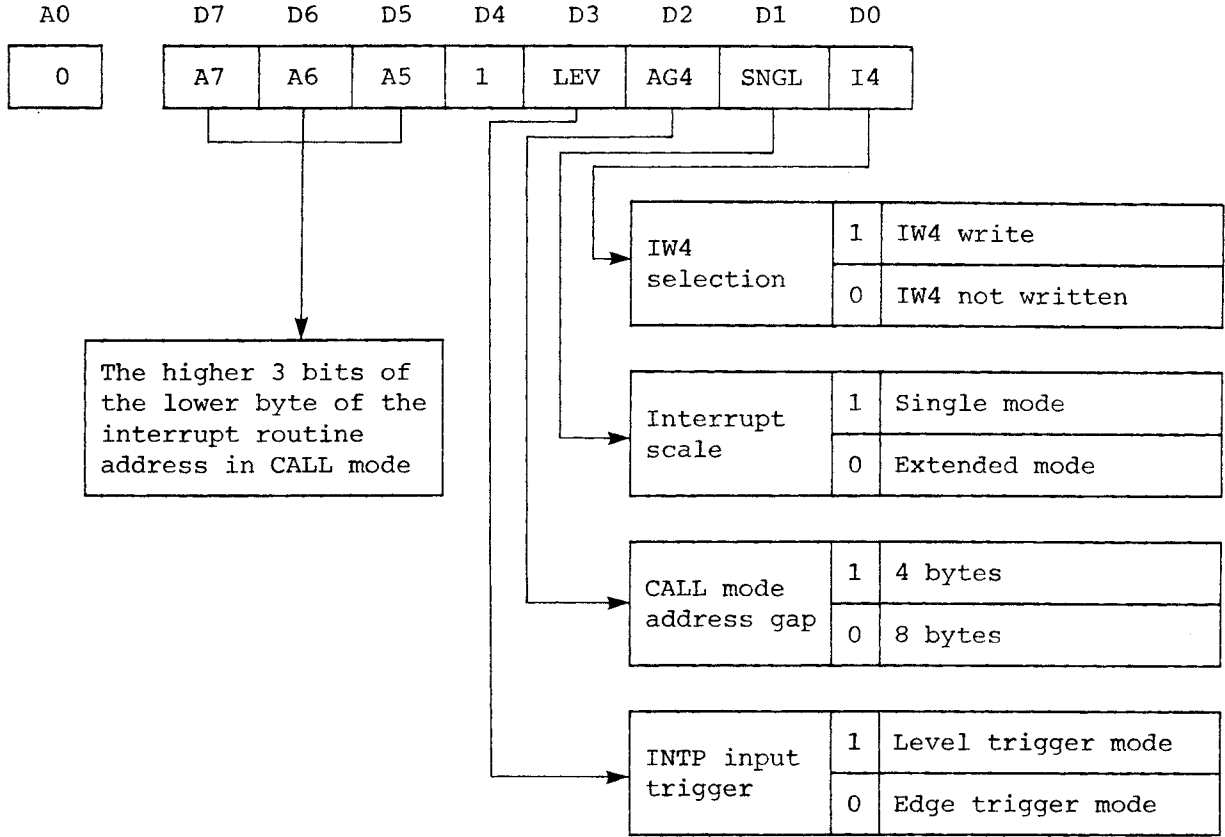 A0 D7 D6 D5 D4 D3 D2 D1 D0
0 A7 A6 A5 1 LEV AG4 SNGL I4
IW4
selection
1 IW4 write
0 IW4 not written
The higher 3 bits of
the lower byte of the
interrupt routine
address in CALL mode
Interrupt
scale
1 Single mode
0 Extended mode
CALL mode
address gap
1 4 bytes
0 8 bytes
INTP input
trigger
1 Level trigger mode
0 Edge trigger mode